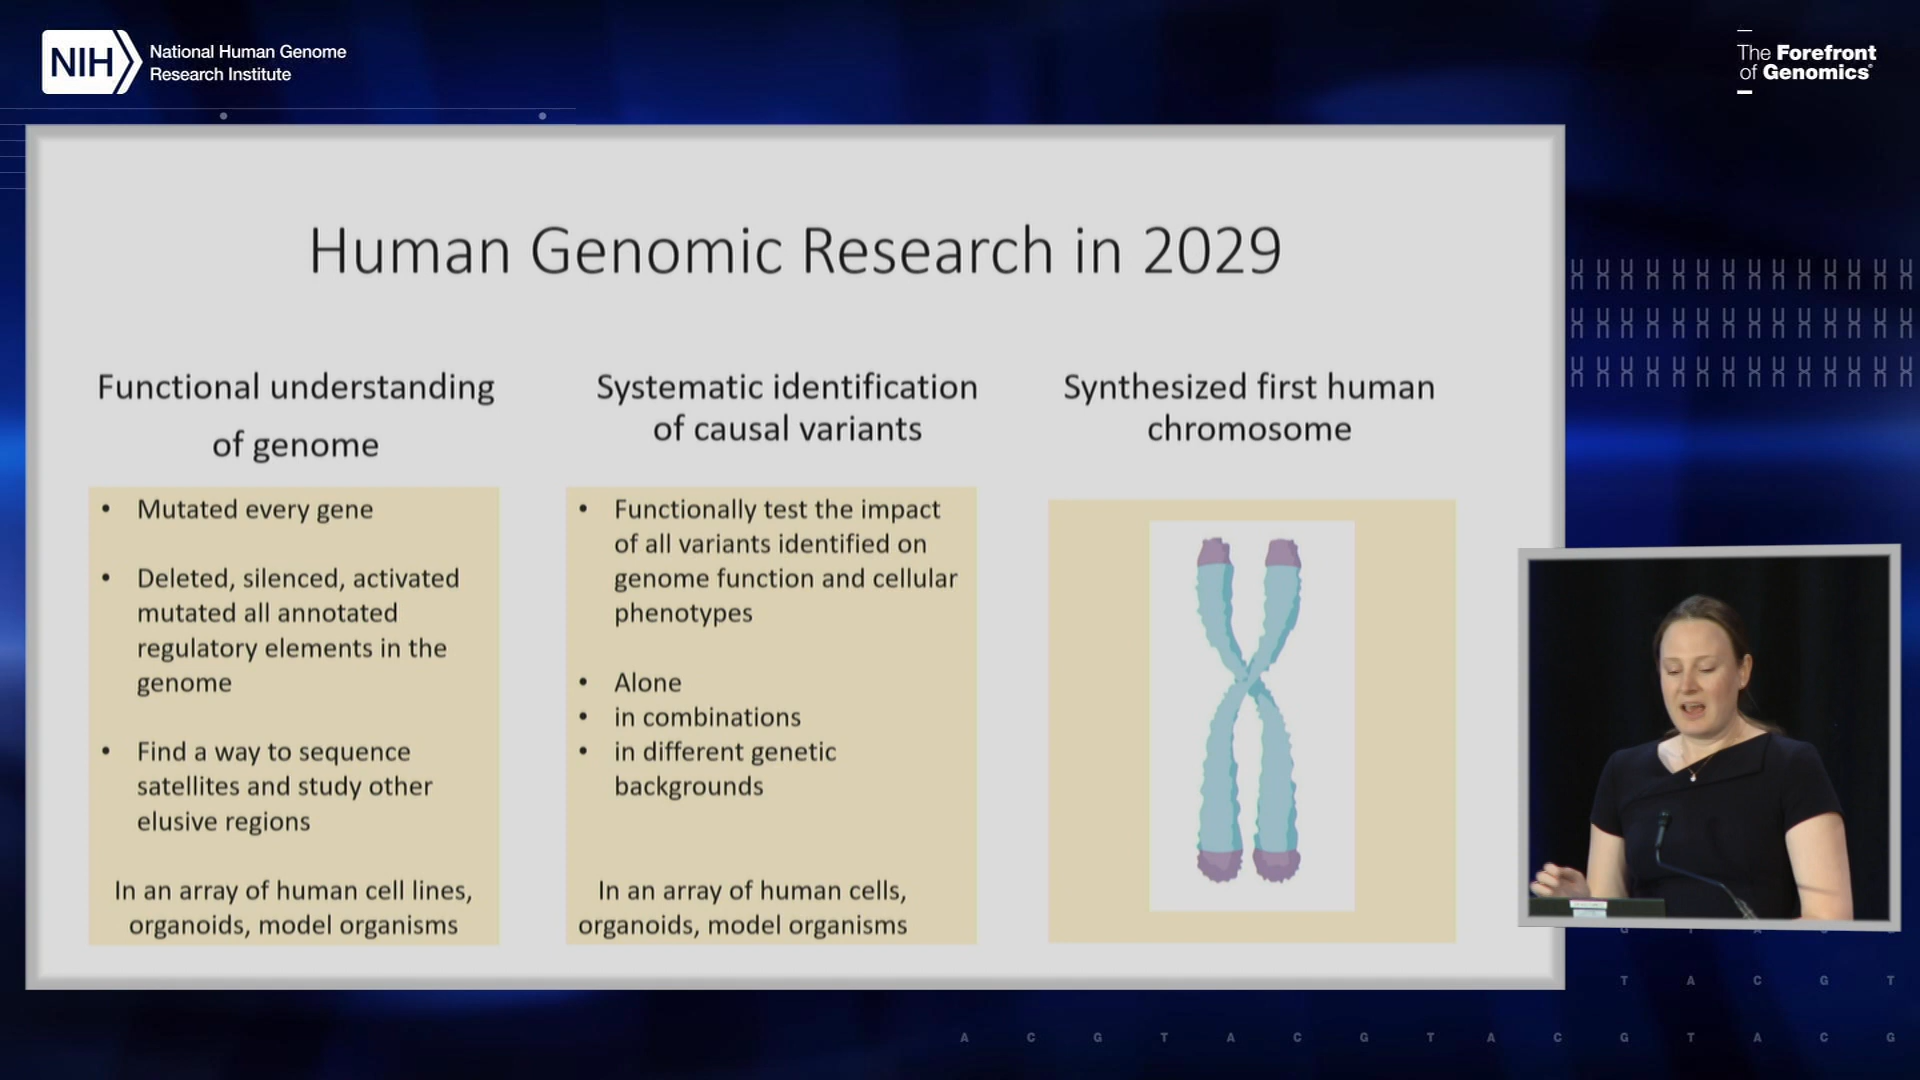 NIH
National Human Genome
Research Institute
The Forefront
of Genomics®
Human Genomic Research in 2029
Functional understanding
of genome
• Mutated every gene
• Deleted, silenced, activated
mutated all annotated
regulatory elements in the
genome
• Find a way to sequence
satellites and study other
elusive regions
In an array of human cell lines,
organoids, model organisms
Systematic identification
of causal variants
• Functionally test the impact
of all variants identified on
genome function and cellular
phenotypes
• Alone
• in combinations
• in different genetic
backgrounds
In an array of human cells,
organoids, model organisms
Synthesized first human
chromosome
T A C G T
A C G T A C G T A C G T A C G